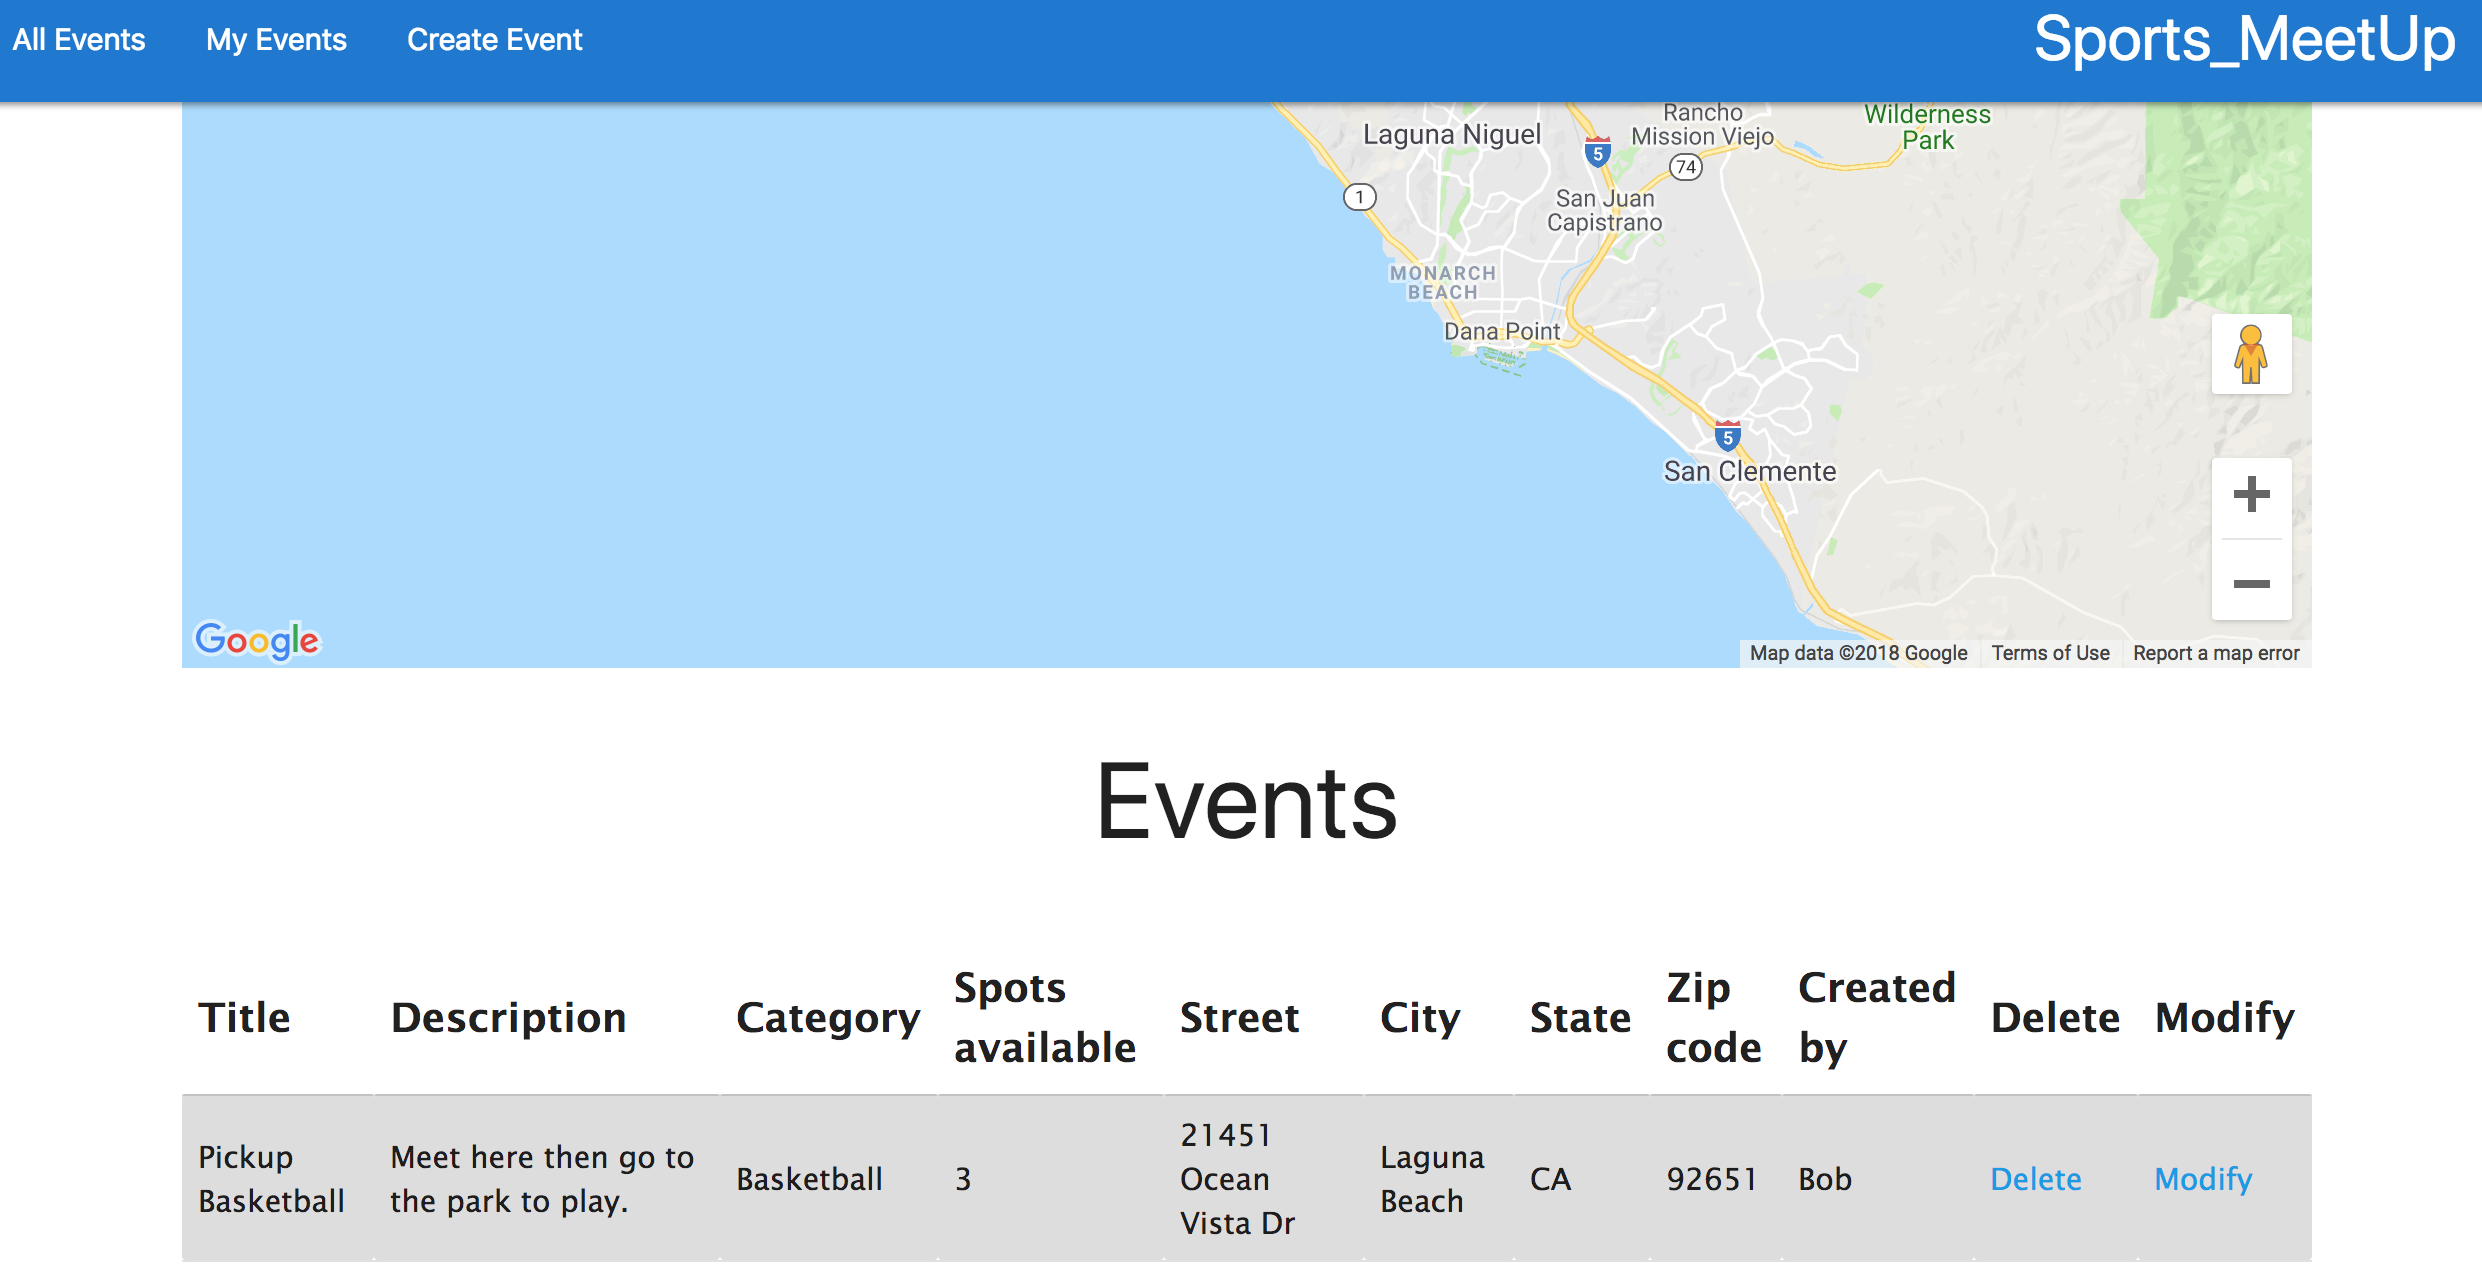 All Events My Events Create Event Sports_MeetUp
Rancho
Mission Viejo
Wilderness
Park
Laguna Niguel
5
74
1
San Juan
Capistrano
MONARCH
BEACH
Dana Point
5
San Clemente
Google
Map data ©2018 Google Terms of Use Report a map error
Events
Title Description Category Spots available Street City State Zip code Created by Delete Modify
Pickup Basketball Meet here then go to the park to play. Basketball 3 21451 Ocean Vista Dr Laguna Beach CA 92651 Bob Delete Modify